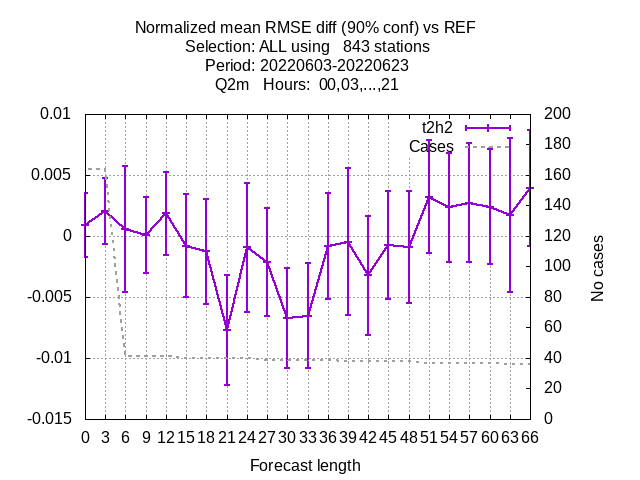 Normalized mean RMSE diff (90% conf) vs REF
Selection: ALL using   843 stations
Period: 20220603-20220623
Q2m   Hours:  00,03,...,21
0.01
0.005
0
-0.005
-0.01
-0.015
t2h2
Cases
200
180
160
140
120
100
80
60
40
20
0
No cases
0 3 6 9 12 15 18 21 24 27 30 33 36 39 42 45 48 51 54 57 60 63 66
Forecast length